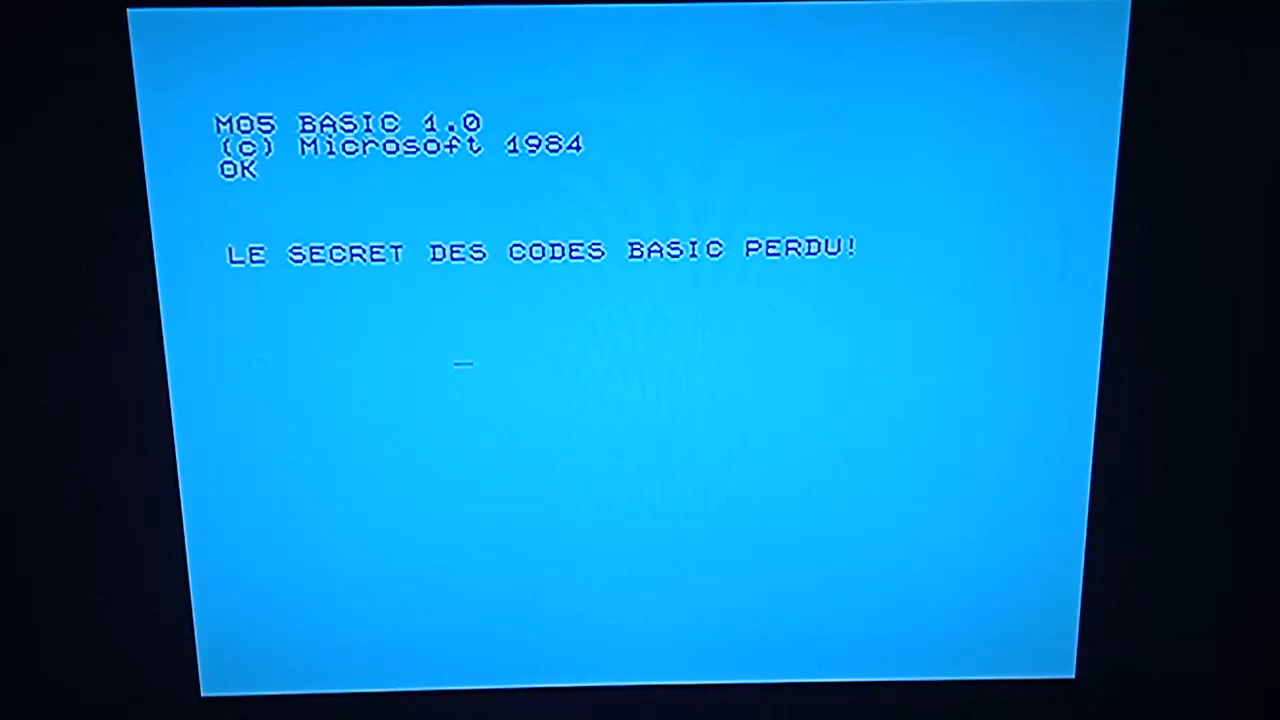 MO5 BASIC 1.0
(c) Microsoft 1984
OK
LE SECRET DES CODES BASIC PERDU!